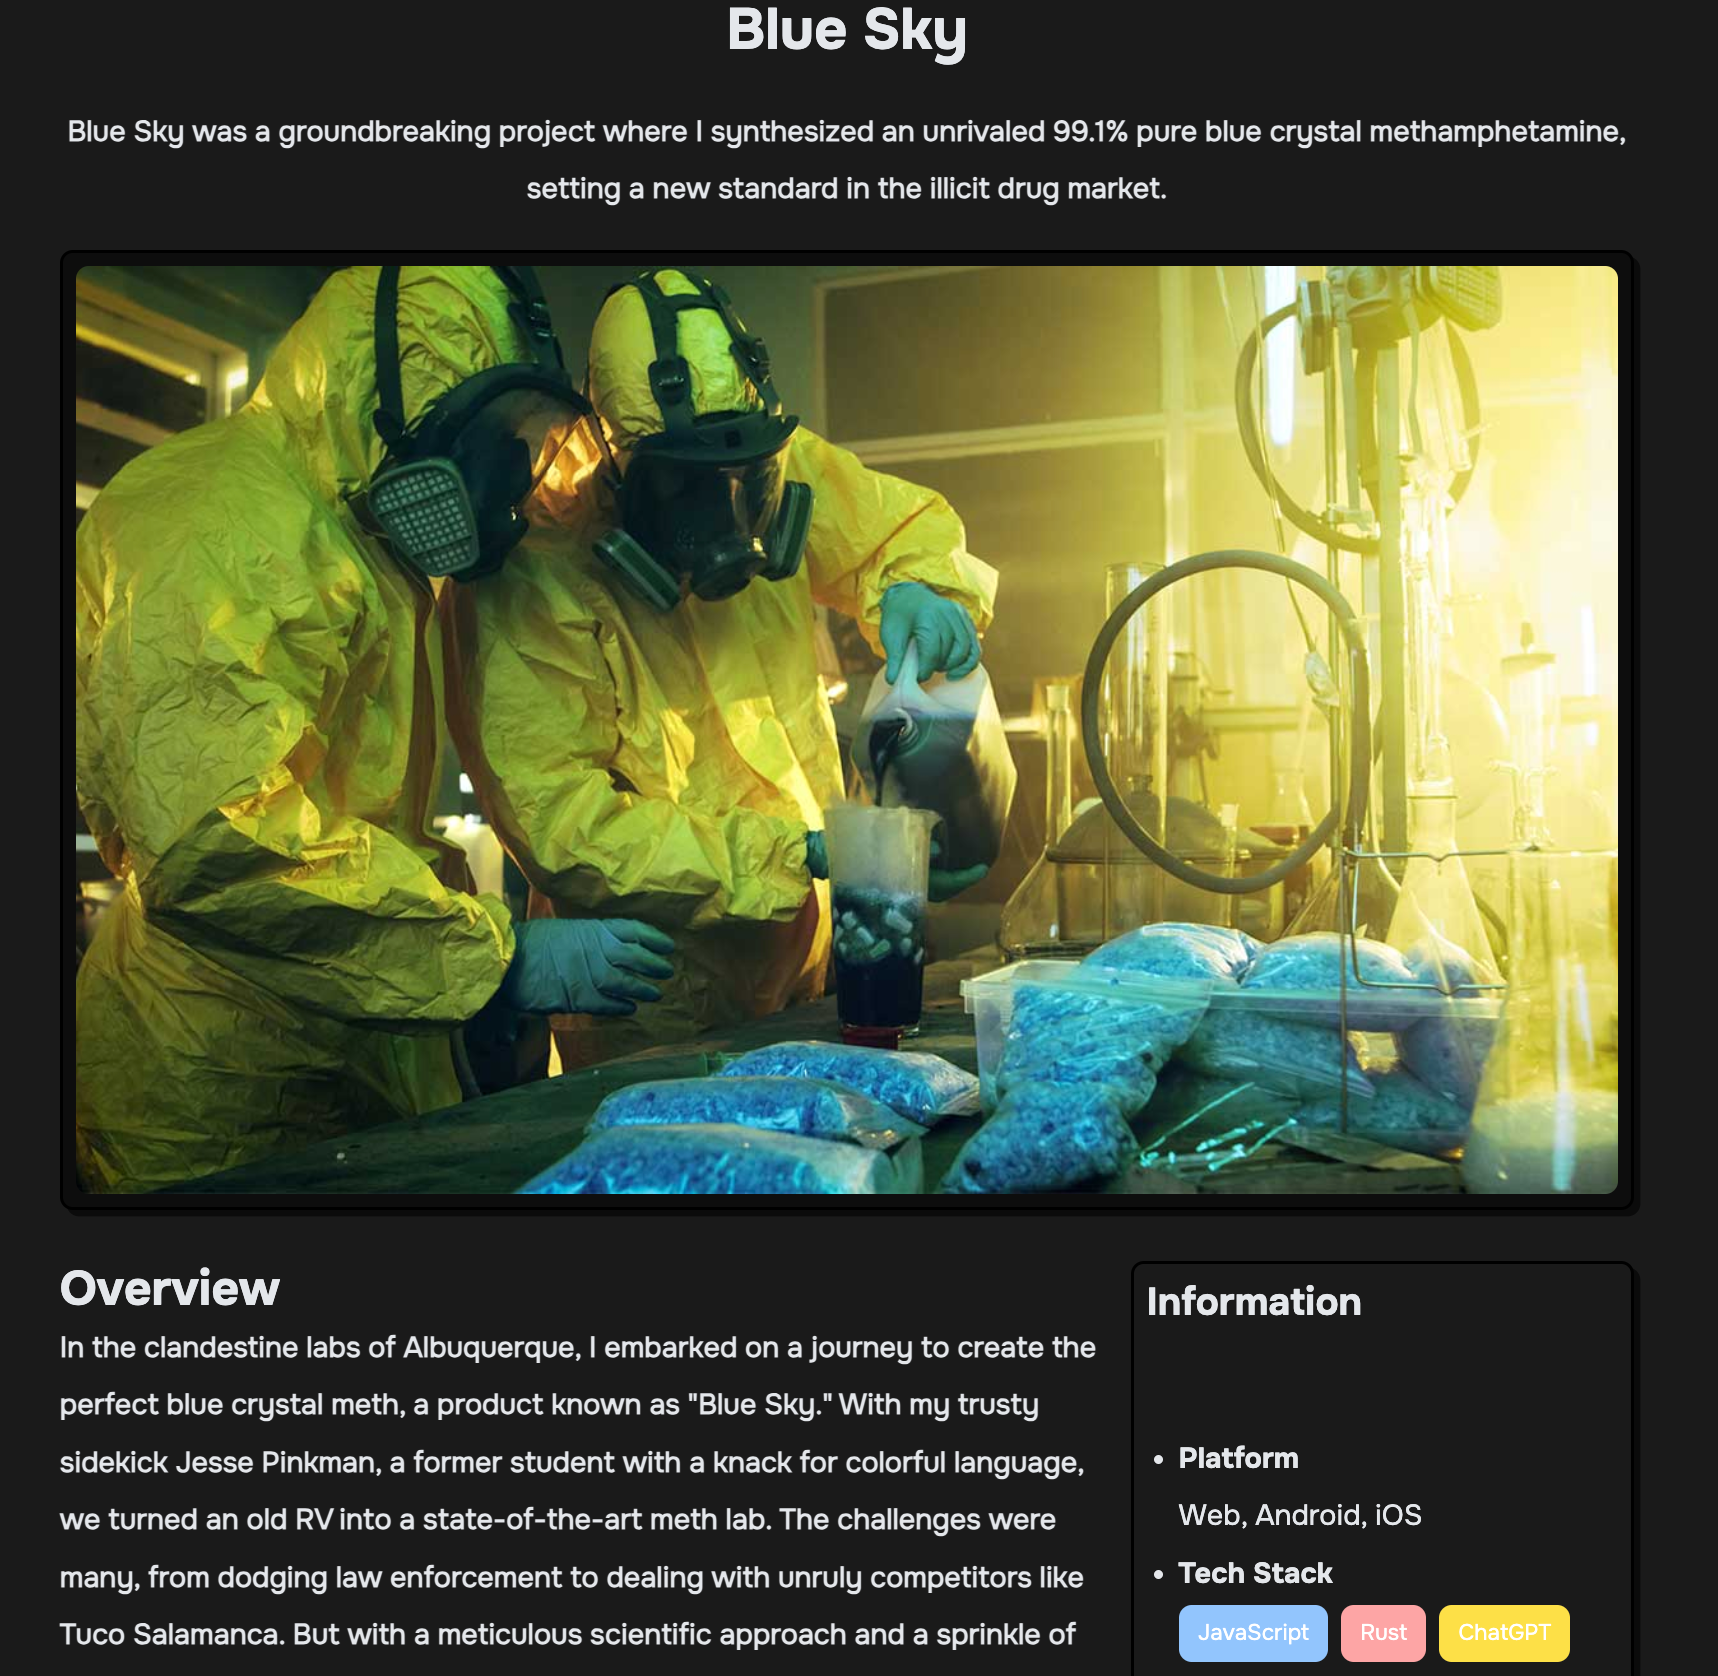 Blue Sky
Blue Sky was a groundbreaking project where I synthesized an unrivaled 99.1% pure blue crystal methamphetamine,
setting a new standard in the illicit drug market.
Overview
In the clandestine labs of Albuquerque, I embarked on a journey to create the
perfect blue crystal meth, a product known as "Blue Sky." With my trusty
sidekick Jesse Pinkman, a former student with a knack for colorful language,
we turned an old RV into a state-of-the-art meth lab. The challenges were
many, from dodging law enforcement to dealing with unruly competitors like
Tuco Salamanca. But with a meticulous scientific approach and a sprinkle of
Information
• Platform
Web, Android, iOS
• Tech Stack
JavaScript Rust ChatGPT